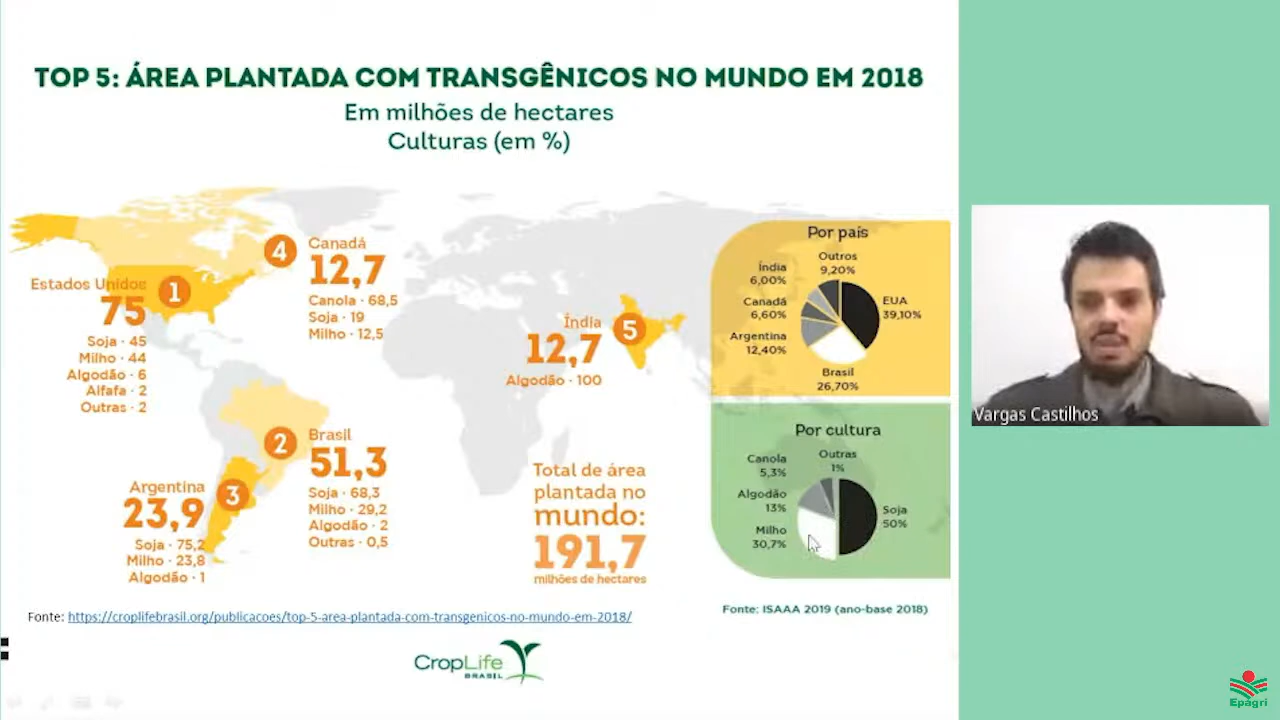 TOP 5: ÁREA PLANTADA COM TRANSGÊNICOS NO MUNDO EM 2018
Em milhões de hectares
Culturas (em %)
1
Estados Unidos
75
Soja · 45
Milho · 44
Algodão · 6
Alfafa · 2
Outras · 2
4
Canadá
12,7
Canola · 68,5
Soja · 19
Milho · 12,5
5
Índia
12,7
Algodão · 100
2
Brasil
51,3
Soja · 68,3
Milho · 29,2
Algodão · 2
Outras · 0,5
3
Argentina
23,9
Soja · 75,2
Milho · 23,8
Algodão · 1
Total de área
plantada no
mundo:
191,7
milhões de hectares
Por país
Outros
9,20%
Índia
6,00%
Canadá
6,60%
Argentina
12,40%
EUA
39,10%
Brasil
26,70%
Por cultura
Outras
1%
Canola
5,3%
Algodão
13%
Milho
30,7%
Soja
50%
Fonte: ISAAA 2019 (ano-base 2018)
Fonte: https://croplifebrasil.org/publicacoes/top-5-area-plantada-com-transgenicos-no-mundo-em-2018/
CropLife
BRASIL
Vargas Castilhos
Epagri